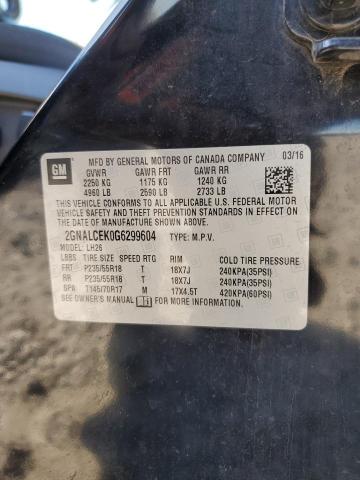 GM MFD BY GENERAL MOTORS OF CANADA COMPANY 03/16
GVWR GAWR FRT GAWR RR
2250 KG 1175 KG 1240 KG
4960 LB 2590 LB 2733 LB
THIS VEHICLE CONFORMS TO ALL APPLICABLE U.S. FEDERAL MOTOR
VEHICLE SAFETY AND THEFT PREVENTION STANDARDS IN EFFECT ON THE DATE
OF MANUFACTURE SHOWN ABOVE.
2GNALCEK0G6299604 TYPE: M.P.V.
MODEL: LH26
LBBS TIRE SIZE SPEED RTG RIM COLD TIRE PRESSURE
FRT P235/55R18 T 18X7J 240KPA(35PSI)
RR P235/55R18 T 18X7J 240KPA(35PSI)
SPA T145/70R17 M 17X4.5T 420KPA(60PSI)
SEE OWNER'S MANUAL FOR ADDITIONAL INFORMATION.